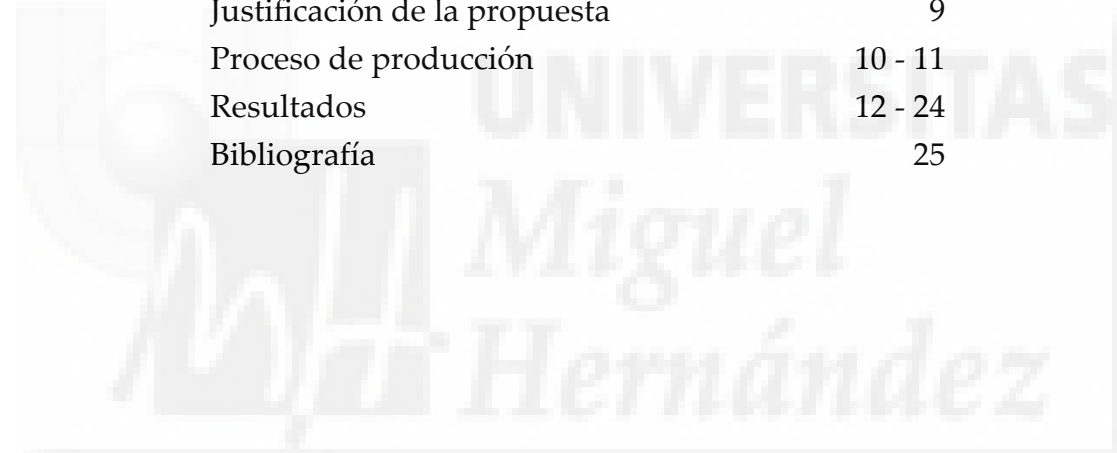 Justificación de la propuesta 9
Proceso de producción 10 - 11
Resultados 12 - 24
Bibliografía 25
UNIVERSITAS
Miguel
Hernández